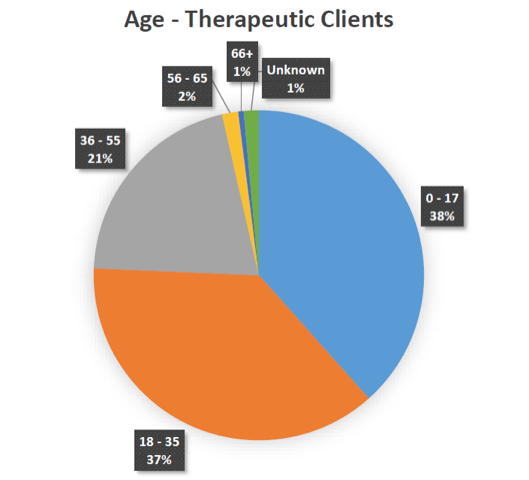 Age - Therapeutic Clients
66+
1%
Unknown
1%
56 - 65
2%
36 - 55
21%
0 - 17
38%
18 - 35
37%